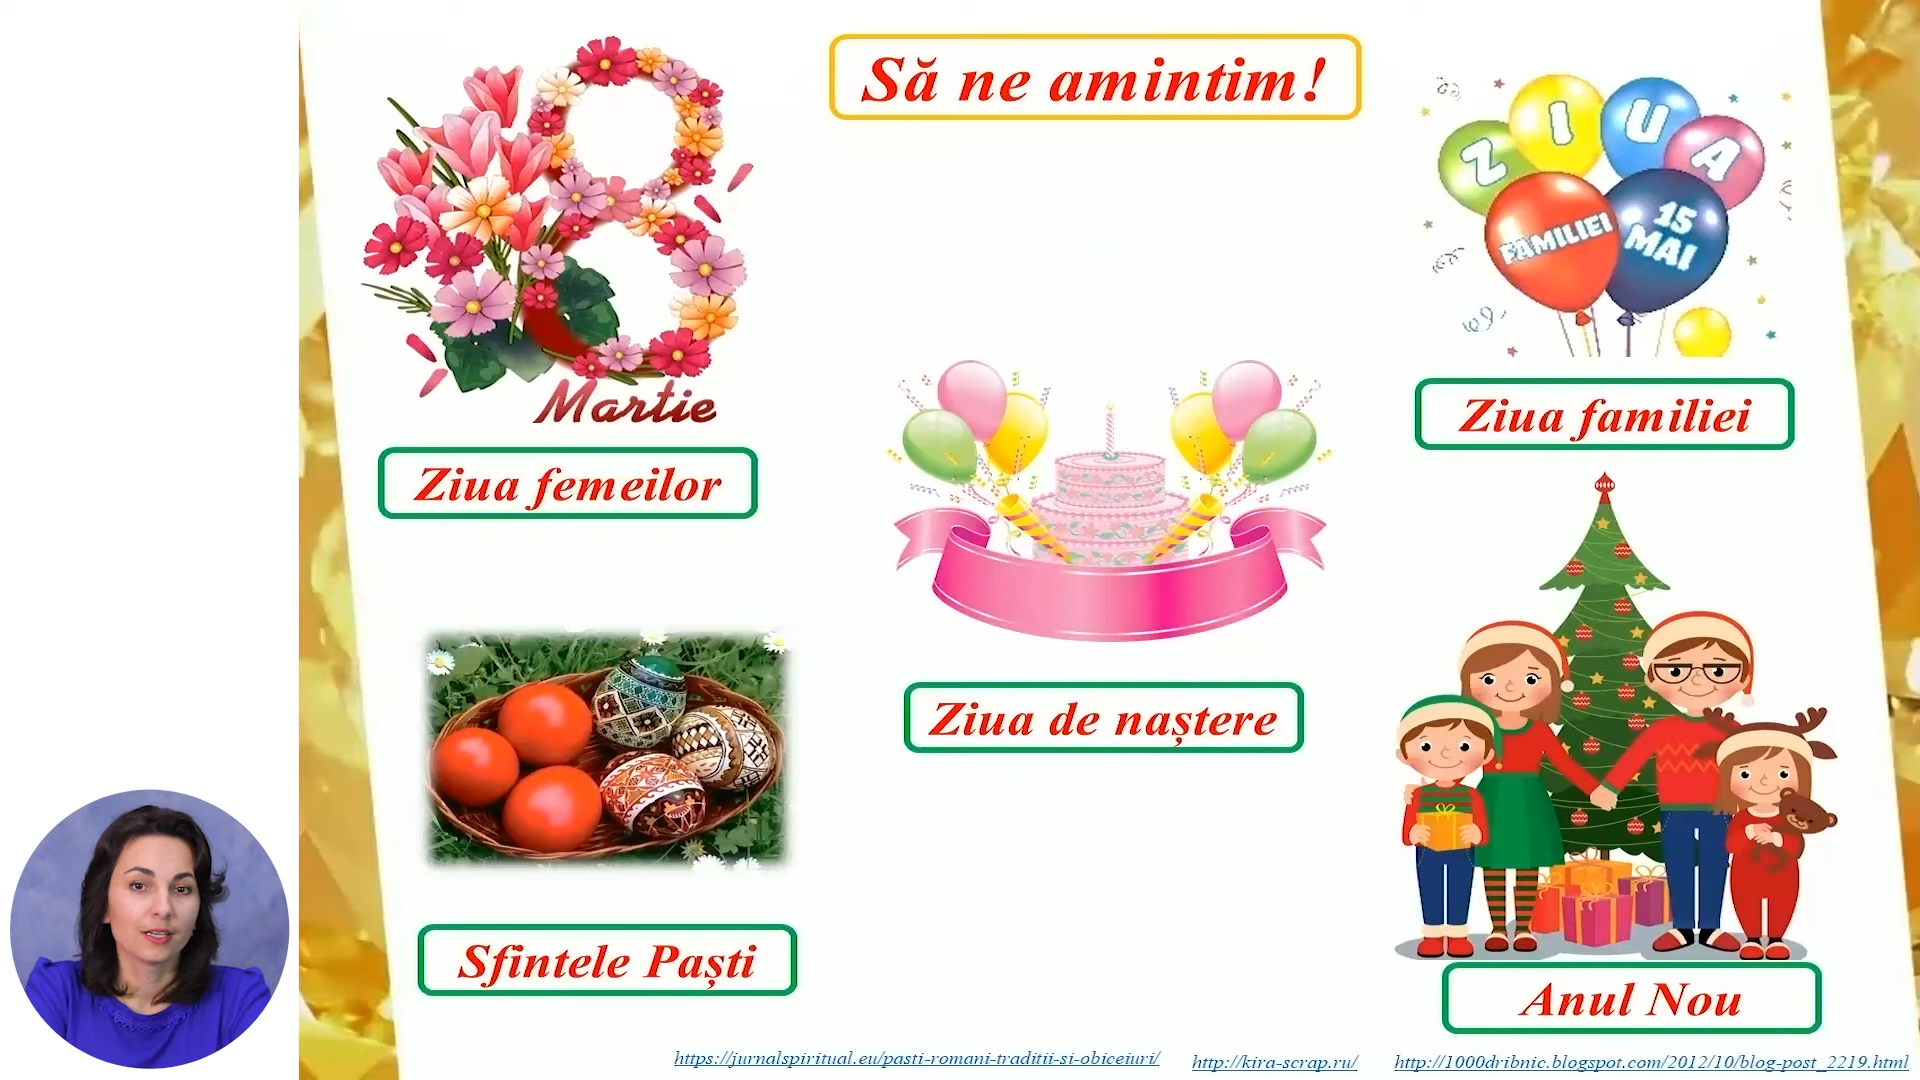 Să ne amintim!
Martie
Ziua femeilor
Z I U A
FAMILIEI
15
MAI
Ziua familiei
Ziua de naștere
Sfintele Paști
Anul Nou
https://jurnalspiritual.eu/pasti-romani-traditii-si-obiceiuri/
http://kira-scrap.ru/
http://1000dribnic.blogspot.com/2012/10/blog-post_2219.html